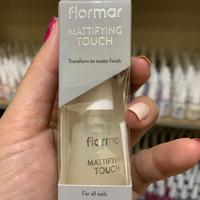 flormar
MATTIFYING
TOUCH
Transform to matte finish
flormar
MATTIFYING
TOUCH
For all nails